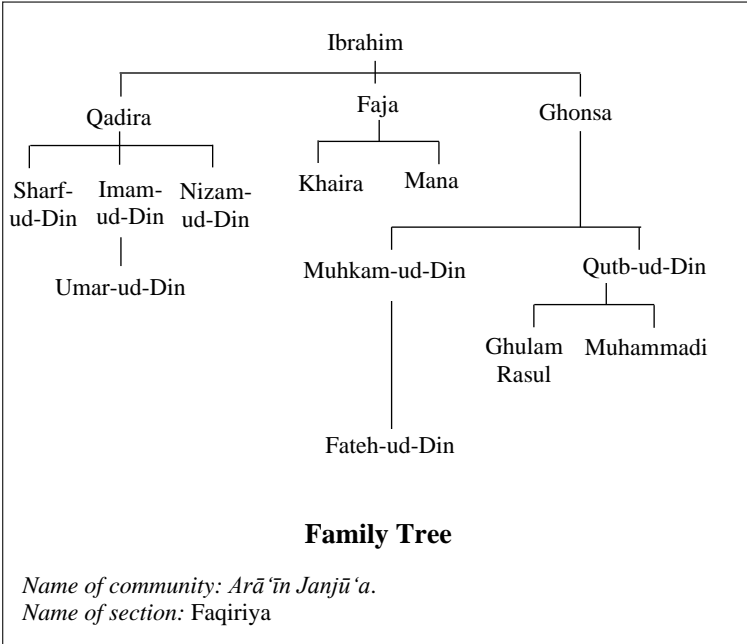 Ibrahim
Qadira
Faja
Ghonsa
Sharf-
ud-Din
Imam-
ud-Din
Nizam-
ud-Din
Khaira
Mana
Umar-ud-Din
Muhkam-ud-Din
Qutb-ud-Din
Ghulam
Rasul
Muhammadi
Fateh-ud-Din
Family Tree
Name of community: Arā‘īn Janjū‘a.
Name of section: Faqiriya